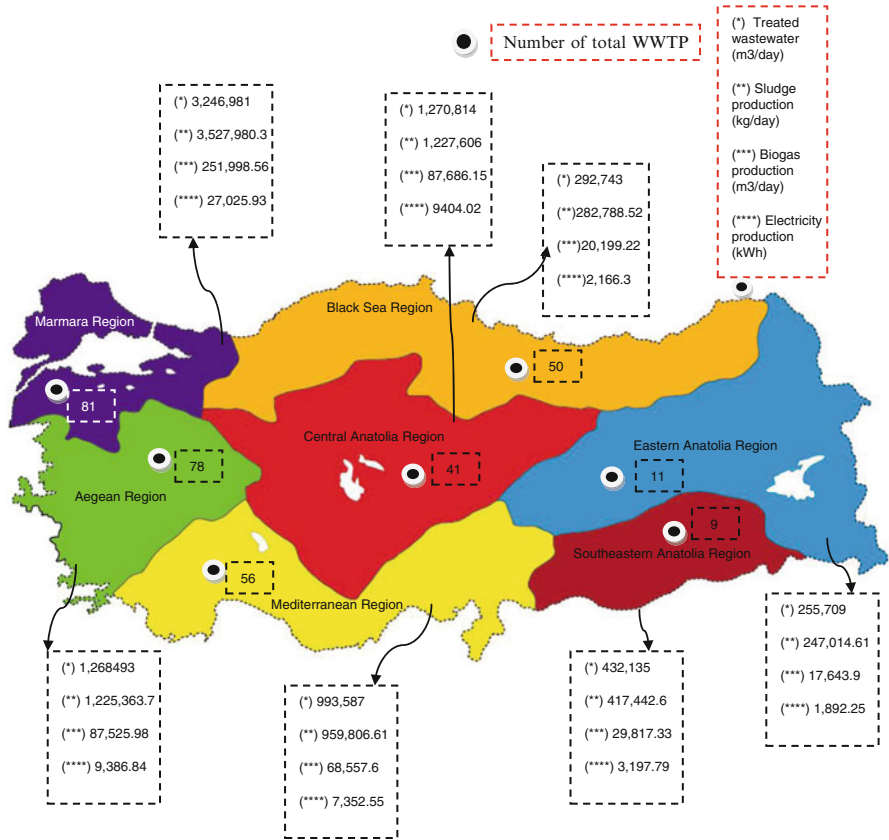 Number of total WWTP
(*) Treated
wastewater
(m3/day)
(**) Sludge
production
(kg/day)
(***) Biogas
production
(m3/day)
(****) Electricity
production
(kWh)
(*) 3,246,981
(**) 3,527,980.3
(***) 251,998.56
(****) 27,025.93
(*) 1,270,814
(**) 1,227,606
(***) 87,686.15
(****) 9404.02
(*) 292,743
(**)282,788.52
(***)20,199.22
(****)2,166.3
Marmara Region
81
Black Sea Region
50
Central Anatolia Region
41
Eastern Anatolia Region
11
78
Aegean Region
9
Southeastern Anatolia Region
56
Mediterranean Region
(*) 1,268493
(**) 1,225,363.7
(***) 87,525.98
(****) 9,386.84
(*) 993,587
(**) 959,806.61
(***) 68,557.6
(****) 7,352.55
(*) 432,135
(**) 417,442.6
(***) 29,817.33
(****) 3,197.79
(*) 255,709
(**) 247,014.61
(***) 17,643.9
(****) 1,892.25